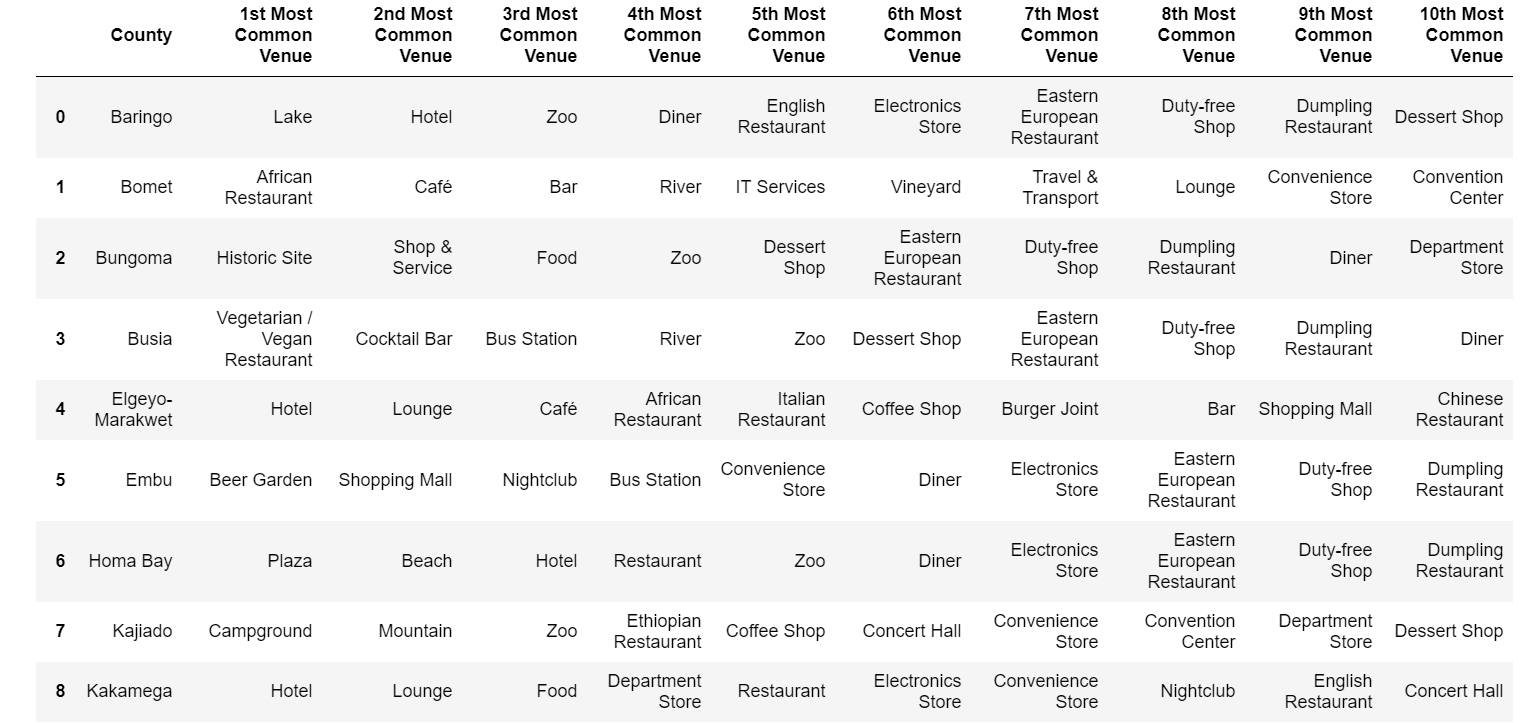 County 1st Most Common Venue 2nd Most Common Venue 3rd Most Common Venue 4th Most Common Venue 5th Most Common Venue 6th Most Common Venue 7th Most Common Venue 8th Most Common Venue 9th Most Common Venue 10th Most Common Venue
0 Baringo Lake Hotel Zoo Diner English Restaurant Electronics Store Eastern European Restaurant Duty-free Shop Dumpling Restaurant Dessert Shop
1 Bomet African Restaurant Café Bar River IT Services Vineyard Travel & Transport Lounge Convenience Store Convention Center
2 Bungoma Historic Site Shop & Service Food Zoo Dessert Shop Eastern European Restaurant Duty-free Shop Dumpling Restaurant Diner Department Store
3 Busia Vegetarian / Vegan Restaurant Cocktail Bar Bus Station River Zoo Dessert Shop Eastern European Restaurant Duty-free Shop Dumpling Restaurant Diner
4 Elgeyo-Marakwet Hotel Lounge Café African Restaurant Italian Restaurant Coffee Shop Burger Joint Bar Shopping Mall Chinese Restaurant
5 Embu Beer Garden Shopping Mall Nightclub Bus Station Convenience Store Diner Electronics Store Eastern European Restaurant Duty-free Shop Dumpling Restaurant
6 Homa Bay Plaza Beach Hotel Restaurant Zoo Diner Electronics Store Eastern European Restaurant Duty-free Shop Dumpling Restaurant
7 Kajiado Campground Mountain Zoo Ethiopian Restaurant Coffee Shop Concert Hall Convenience Store Convention Center Department Store Dessert Shop
8 Kakamega Hotel Lounge Food Department Store Restaurant Electronics Store Convenience Store Nightclub English Restaurant Concert Hall